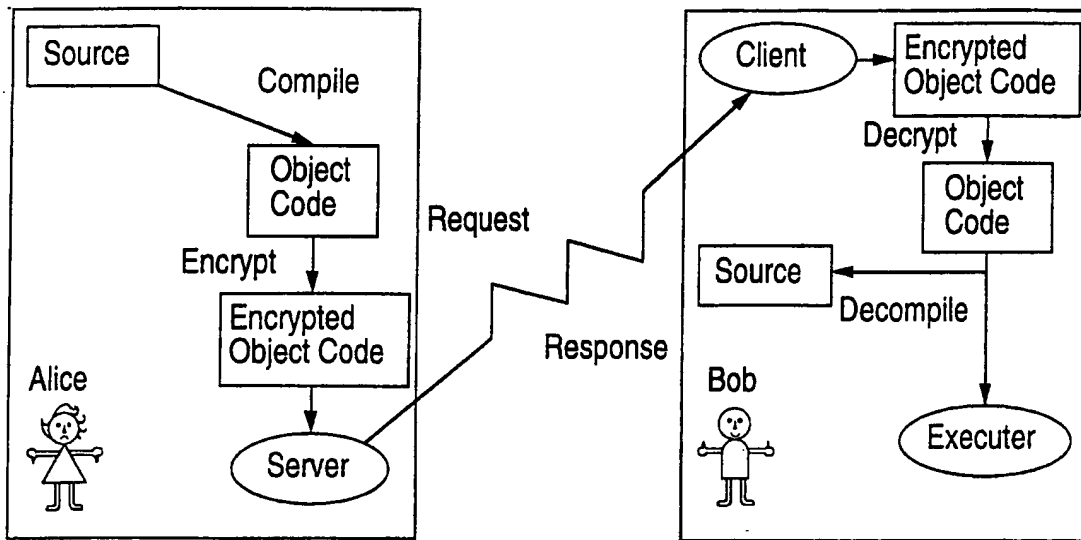 Source
Compile
Object
Code
Encrypt
Encrypted
Object Code
Alice
Server
Request
Response
Client
Encrypted
Object Code
Decrypt
Object
Code
Source
Decompile
Bob
Executer